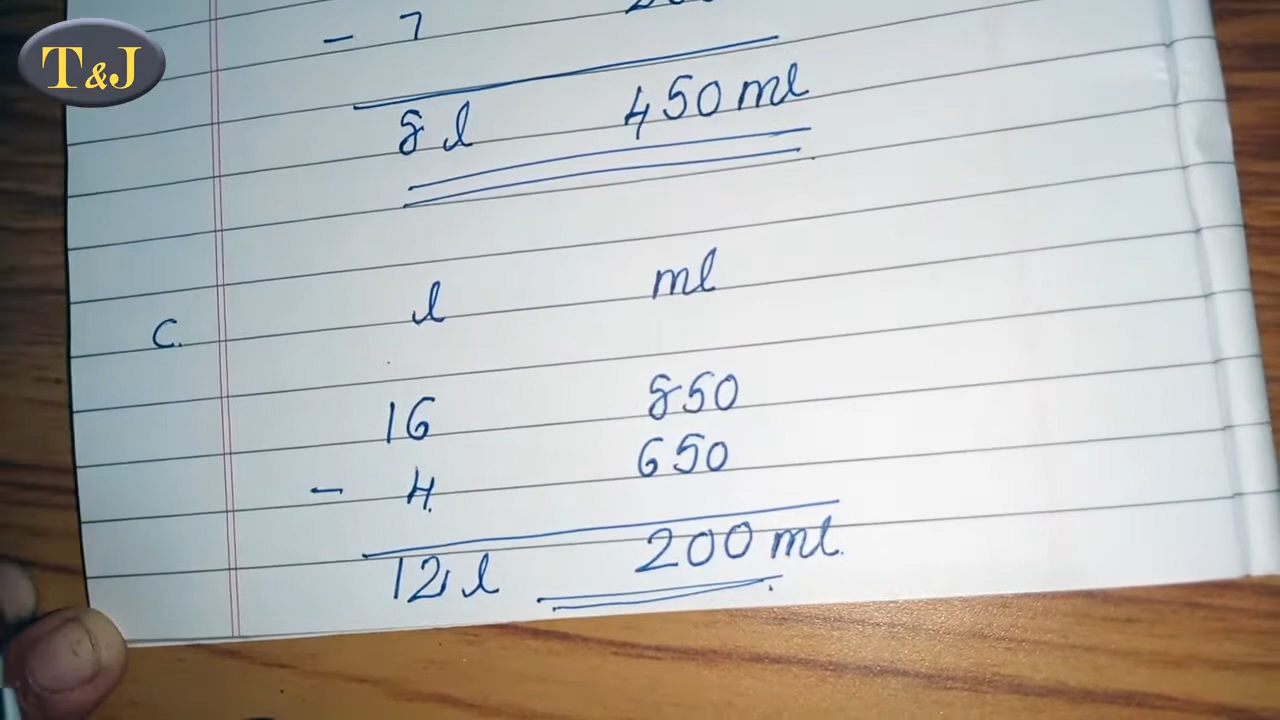 T&J
- 7
8 l 450 ml
l ml
C.
16 850
- 4 650
12 l 200 ml